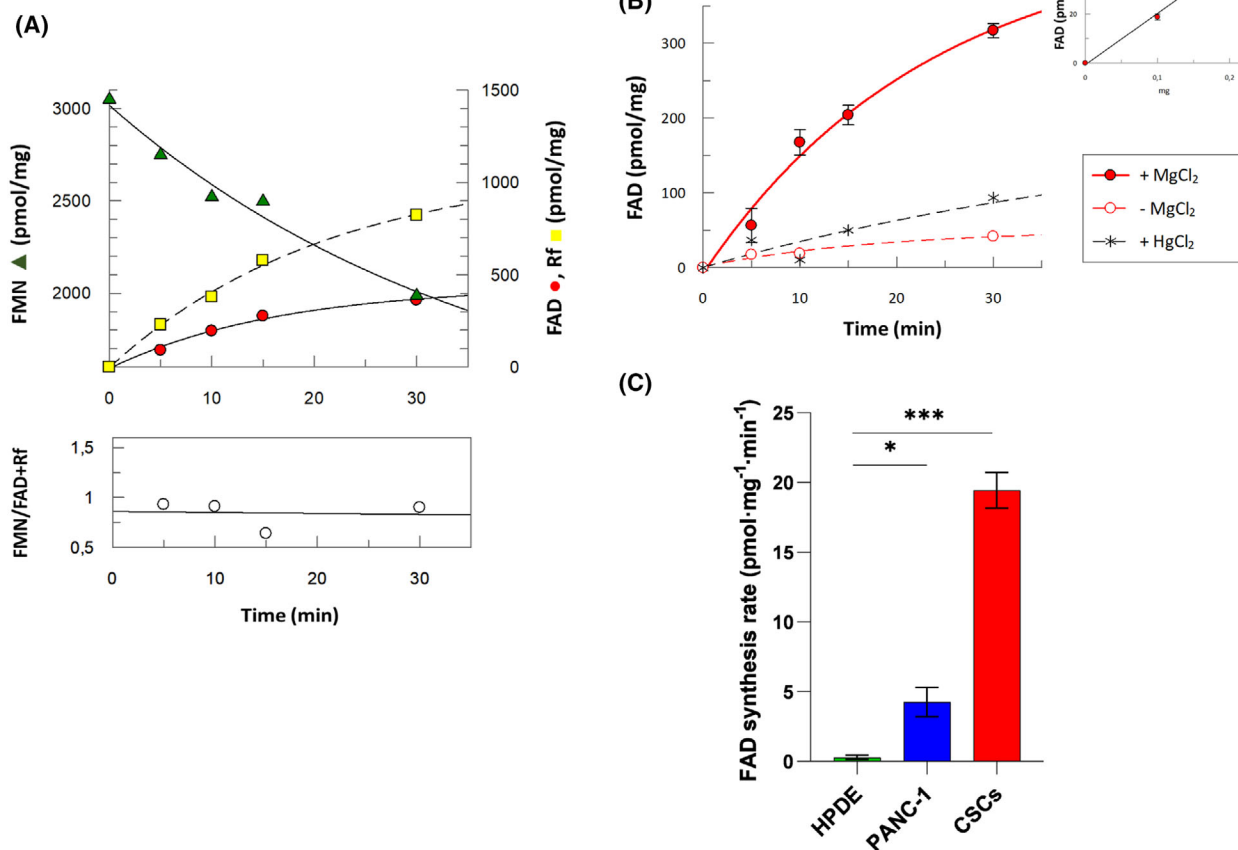 (A)
FMN ▲ (pmol/mg)
3000
2500
2000
FAD ●, Rf ■ (pmol/mg)
1500
1000
500
0
0 10 20 30
FMN/FAD+Rf
1,5
1
0,5
0 10 20 30
Time (min)
(B)
FAD (pmol/mg)
300
200
100
0
0 10 20 30
Time (min)
FAD (pm
20
0
0 0,1 0,2
mg
+ MgCl₂
- MgCl₂
+ HgCl₂
(C)
FAD synthesis rate (pmol·mg⁻¹·min⁻¹)
25
20
15
10
5
0
***
*
HPDE
PANC-1
CSCs